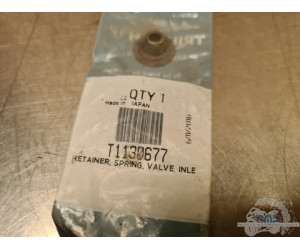 QTY 1
Made in JAPAN
T1130677
RETAINER, SPRING, VALVE, INLE